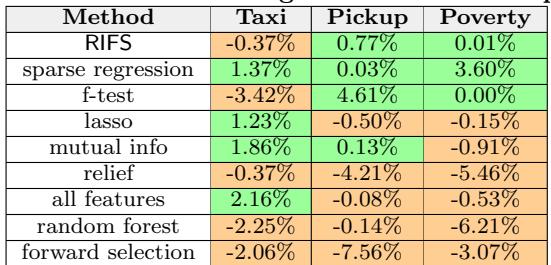 Method Taxi Pickup Poverty
RIFS -0.37% 0.77% 0.01%
sparse regression 1.37% 0.03% 3.60%
f-test -3.42% 4.61% 0.00%
lasso 1.23% -0.50% -0.15%
mutual info 1.86% 0.13% -0.91%
relief -0.37% -4.21% -5.46%
all features 2.16% -0.08% -0.53%
random forest -2.25% -0.14% -6.21%
forward selection -2.06% -7.56% -3.07%